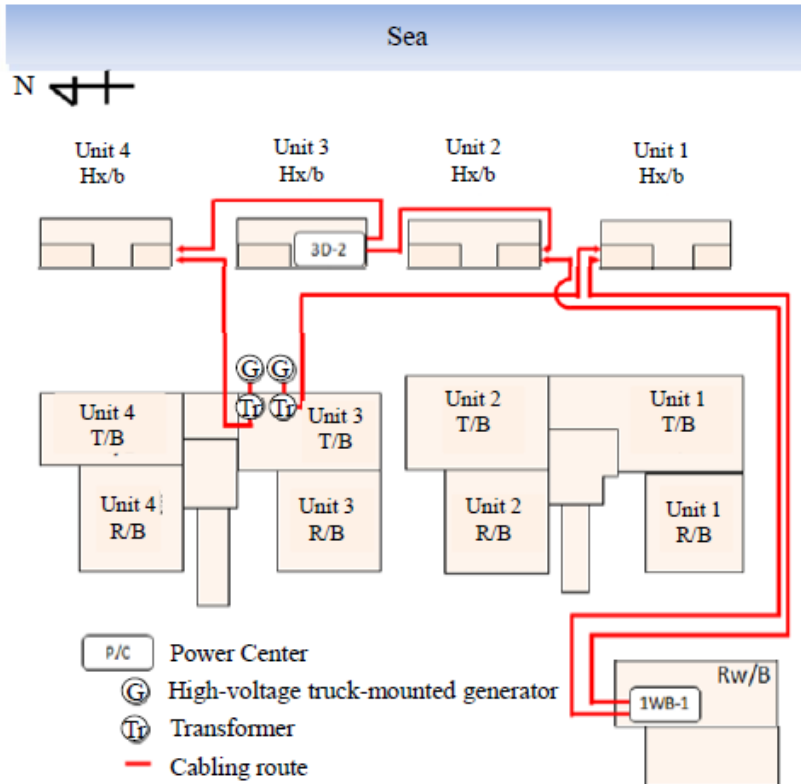 Sea
N
Unit 4
Hx/b
Unit 3
Hx/b
Unit 2
Hx/b
Unit 1
Hx/b
3D-2
G
G
Tr
Tr
Unit 4
T/B
Unit 3
T/B
Unit 2
T/B
Unit 1
T/B
Unit 4
R/B
Unit 3
R/B
Unit 2
R/B
Unit 1
R/B
P/C Power Center
G High-voltage truck-mounted generator
Tr Transformer
Cabling route
Rw/B
1WB-1